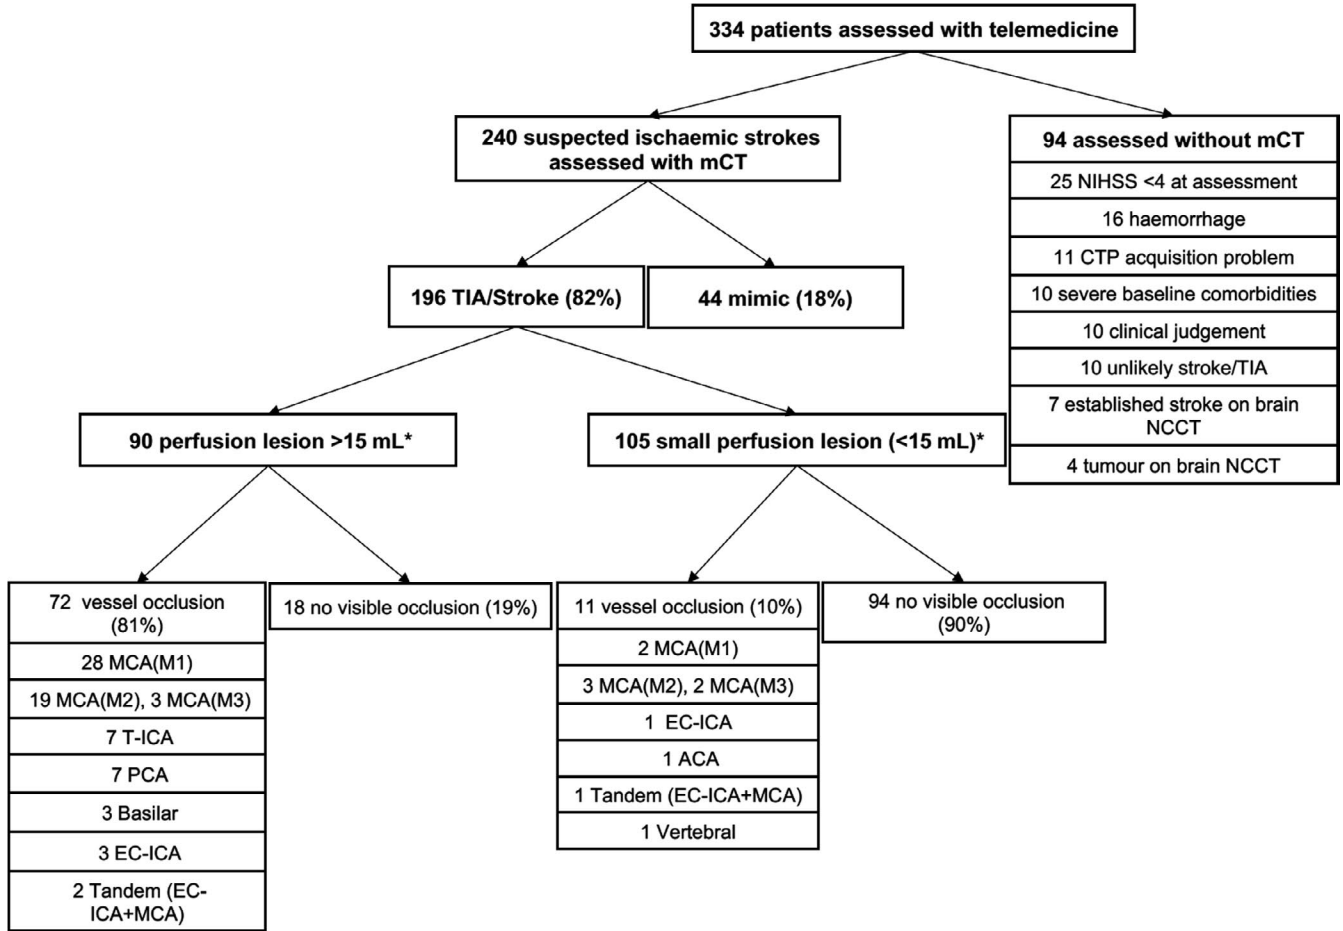 334 patients assessed with telemedicine
240 suspected ischaemic strokes
assessed with mCT
94 assessed without mCT
25 NIHSS <4 at assessment
16 haemorrhage
11 CTP acquisition problem
10 severe baseline comorbidities
10 clinical judgement
10 unlikely stroke/TIA
7 established stroke on brain
NCCT
4 tumour on brain NCCT
196 TIA/Stroke (82%)
44 mimic (18%)
90 perfusion lesion >15 mL*
105 small perfusion lesion (<15 mL)*
72 vessel occlusion
(81%)
28 MCA(M1)
19 MCA(M2), 3 MCA(M3)
7 T-ICA
7 PCA
3 Basilar
3 EC-ICA
2 Tandem (EC-
ICA+MCA)
18 no visible occlusion (19%)
11 vessel occlusion (10%)
2 MCA(M1)
3 MCA(M2), 2 MCA(M3)
1 EC-ICA
1 ACA
1 Tandem (EC-ICA+MCA)
1 Vertebral
94 no visible occlusion
(90%)